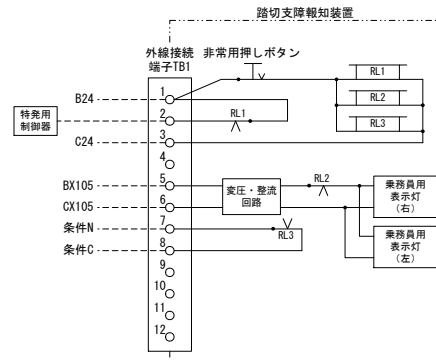 踏切支障報知装置
外線接続
端子TB1
非常用押しボタン
特発用
制御器
B24
C24
BX105
CX105
条件N
条件C
1
2
3
4
5
6
7
8
9
10
11
12
RL1
RL1
RL2
RL3
変圧・整流
回路
RL2
RL3
乗務員用
表示灯
(右)
乗務員用
表示灯
(左)